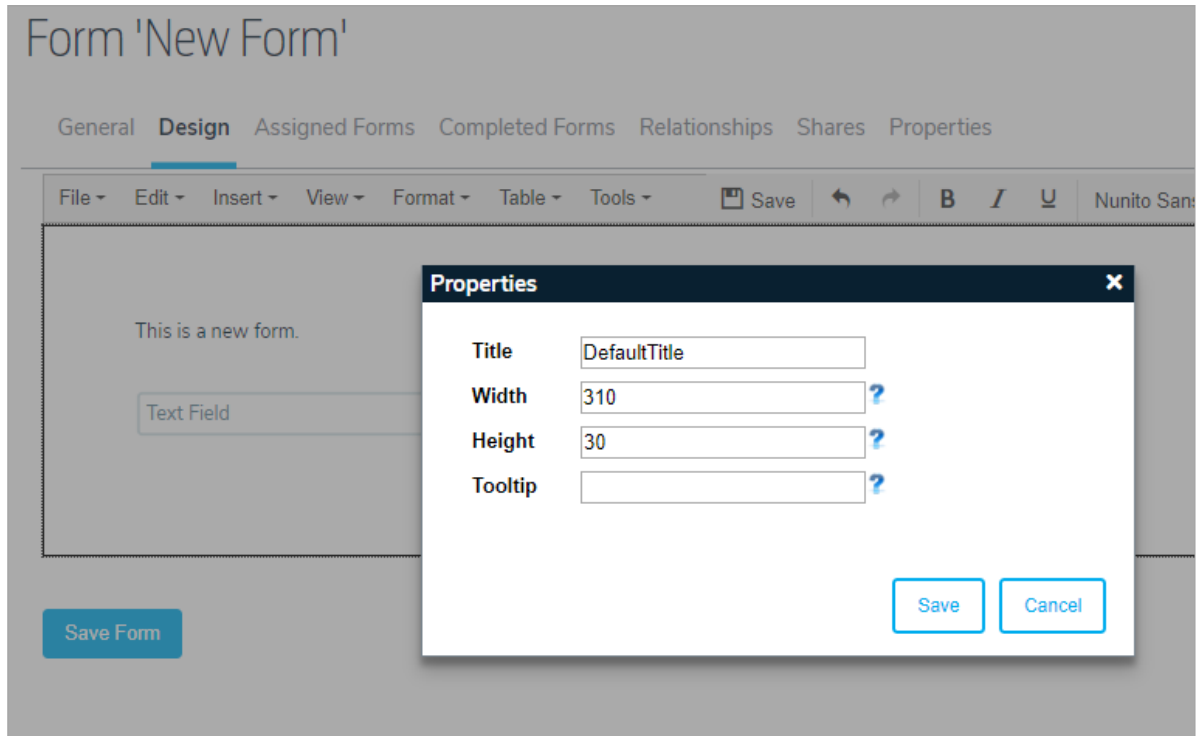 Form 'New Form'
General Design Assigned Forms Completed Forms Relationships Shares Properties
File Edit Insert View Format Table Tools Save B I U Nunito Sans
Properties
This is a new form.
Title DefaultTitle
Width 310 ?
Text Field
Height 30 ?
Tooltip ?
Save Cancel
Save Form